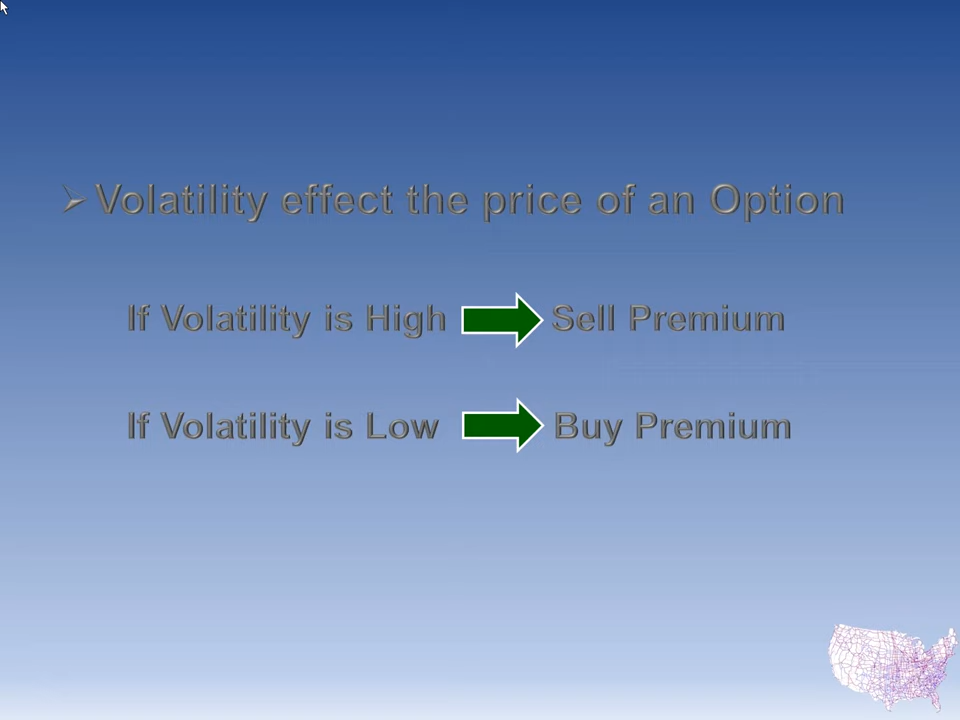 Volatility effect the price of an Option
If Volatility is High Sell Premium
If Volatility is Low Buy Premium